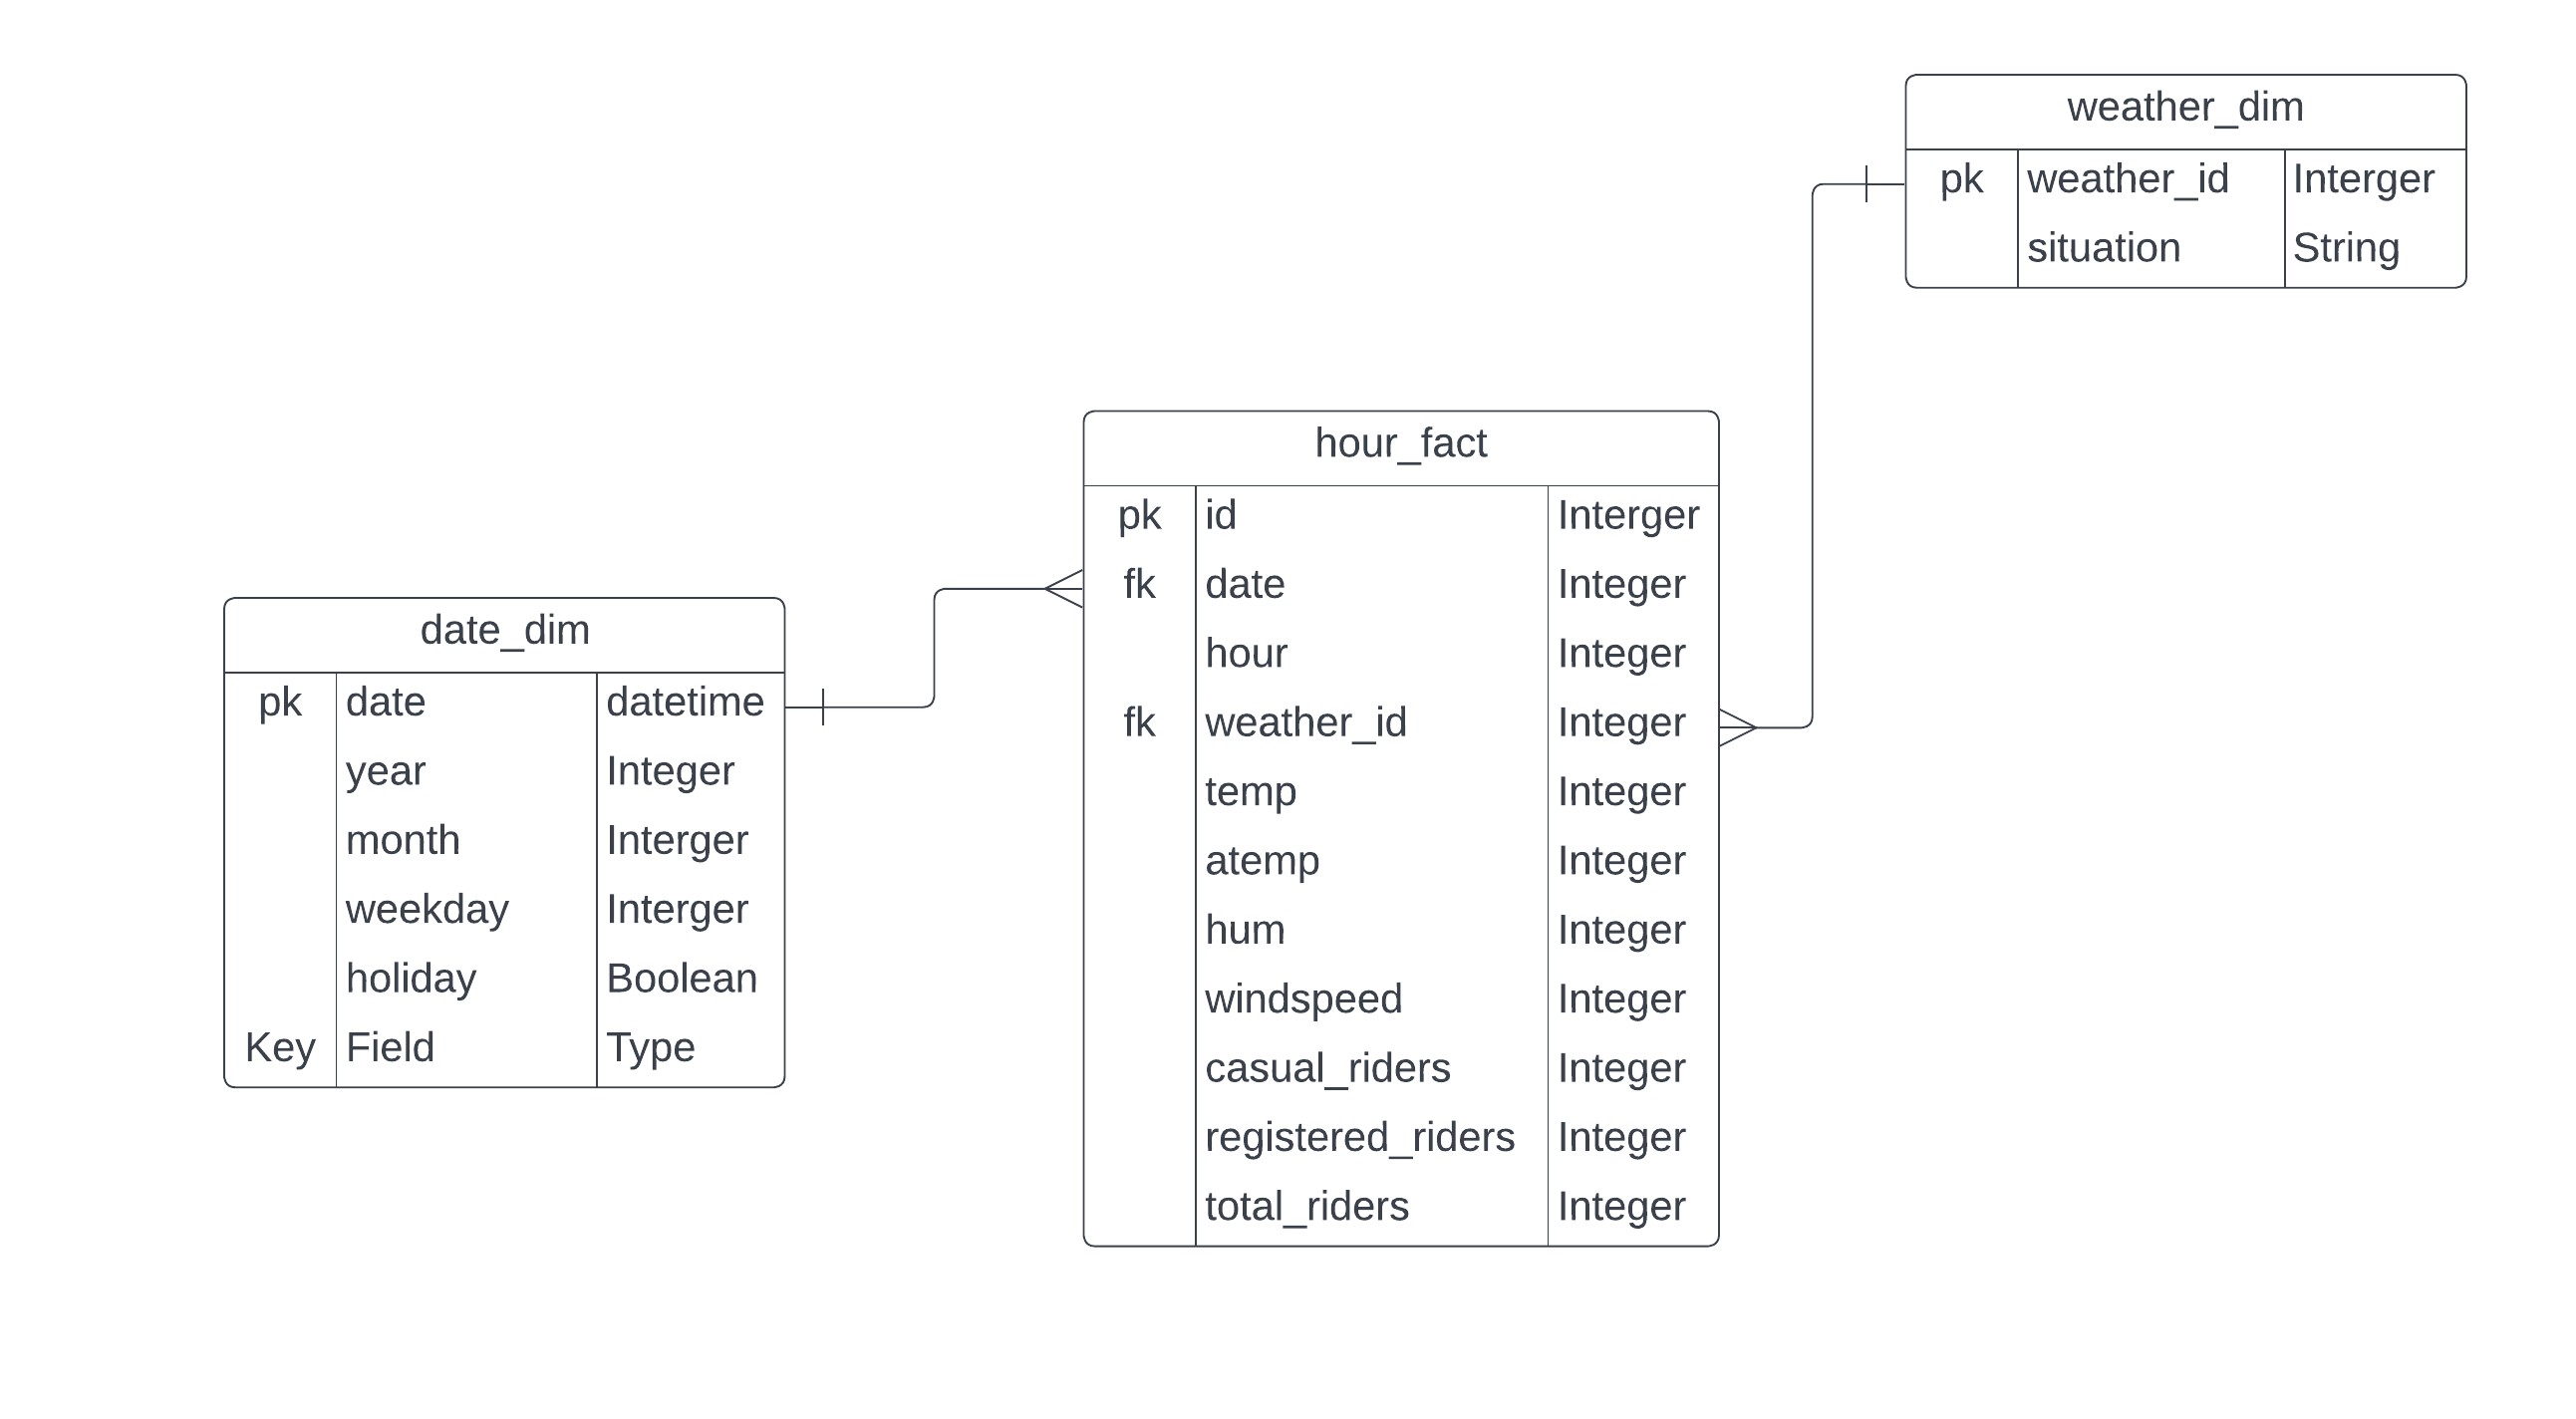 weather_dim
pk weather_id Interger
situation String
hour_fact
pk id Interger
fk date Integer
hour Integer
fk weather_id Integer
temp Integer
atemp Integer
hum Integer
windspeed Integer
casual_riders Integer
registered_riders Integer
total_riders Integer
date_dim
pk date datetime
year Integer
month Interger
weekday Interger
holiday Boolean
Key Field Type